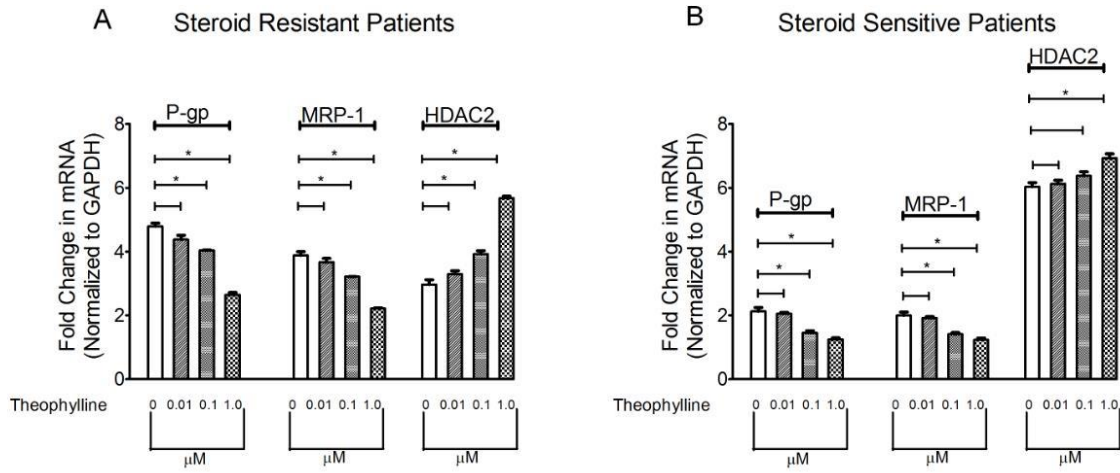 A Steroid Resistant Patients
P-gp MRP-1 HDAC2
* * *
* * *
Fold Change in mRNA
(Normalized to GAPDH)
8
6
4
2
0
Theophylline 0 0.01 0.1 1.0 0 0.01 0.1 1.0 0 0.01 0.1 1.0
μM μM μM
B Steroid Sensitive Patients
HDAC2
*
P-gp MRP-1
* *
* *
Fold Change in mRNA
(Normalized to GAPDH)
8
6
4
2
0
Theophylline 0 0.01 0.1 1.0 0 0.01 0.1 1.0 0 0.01 0.1 1.0
μM μM μM